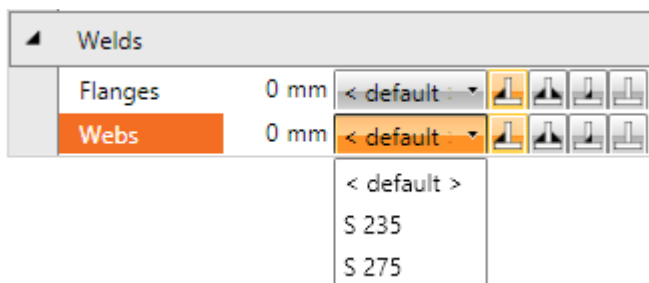 Welds
Flanges 0 mm < default :
Webs 0 mm < default :
< default >
S 235
S 275